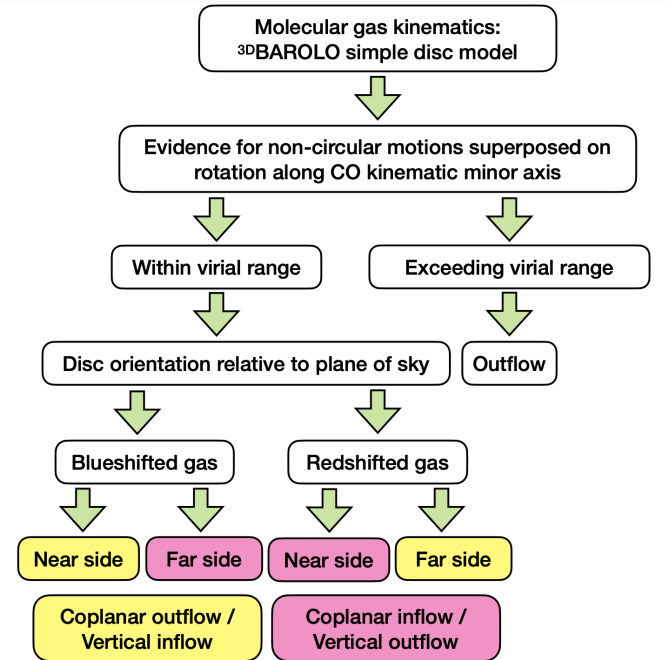 Molecular gas kinematics:
³ᴰBAROLO simple disc model
Evidence for non-circular motions superposed on
rotation along CO kinematic minor axis
Within virial range
Exceeding virial range
Disc orientation relative to plane of sky
Outflow
Blueshifted gas
Redshifted gas
Near side
Far side
Near side
Far side
Coplanar outflow /
Vertical inflow
Coplanar inflow /
Vertical outflow